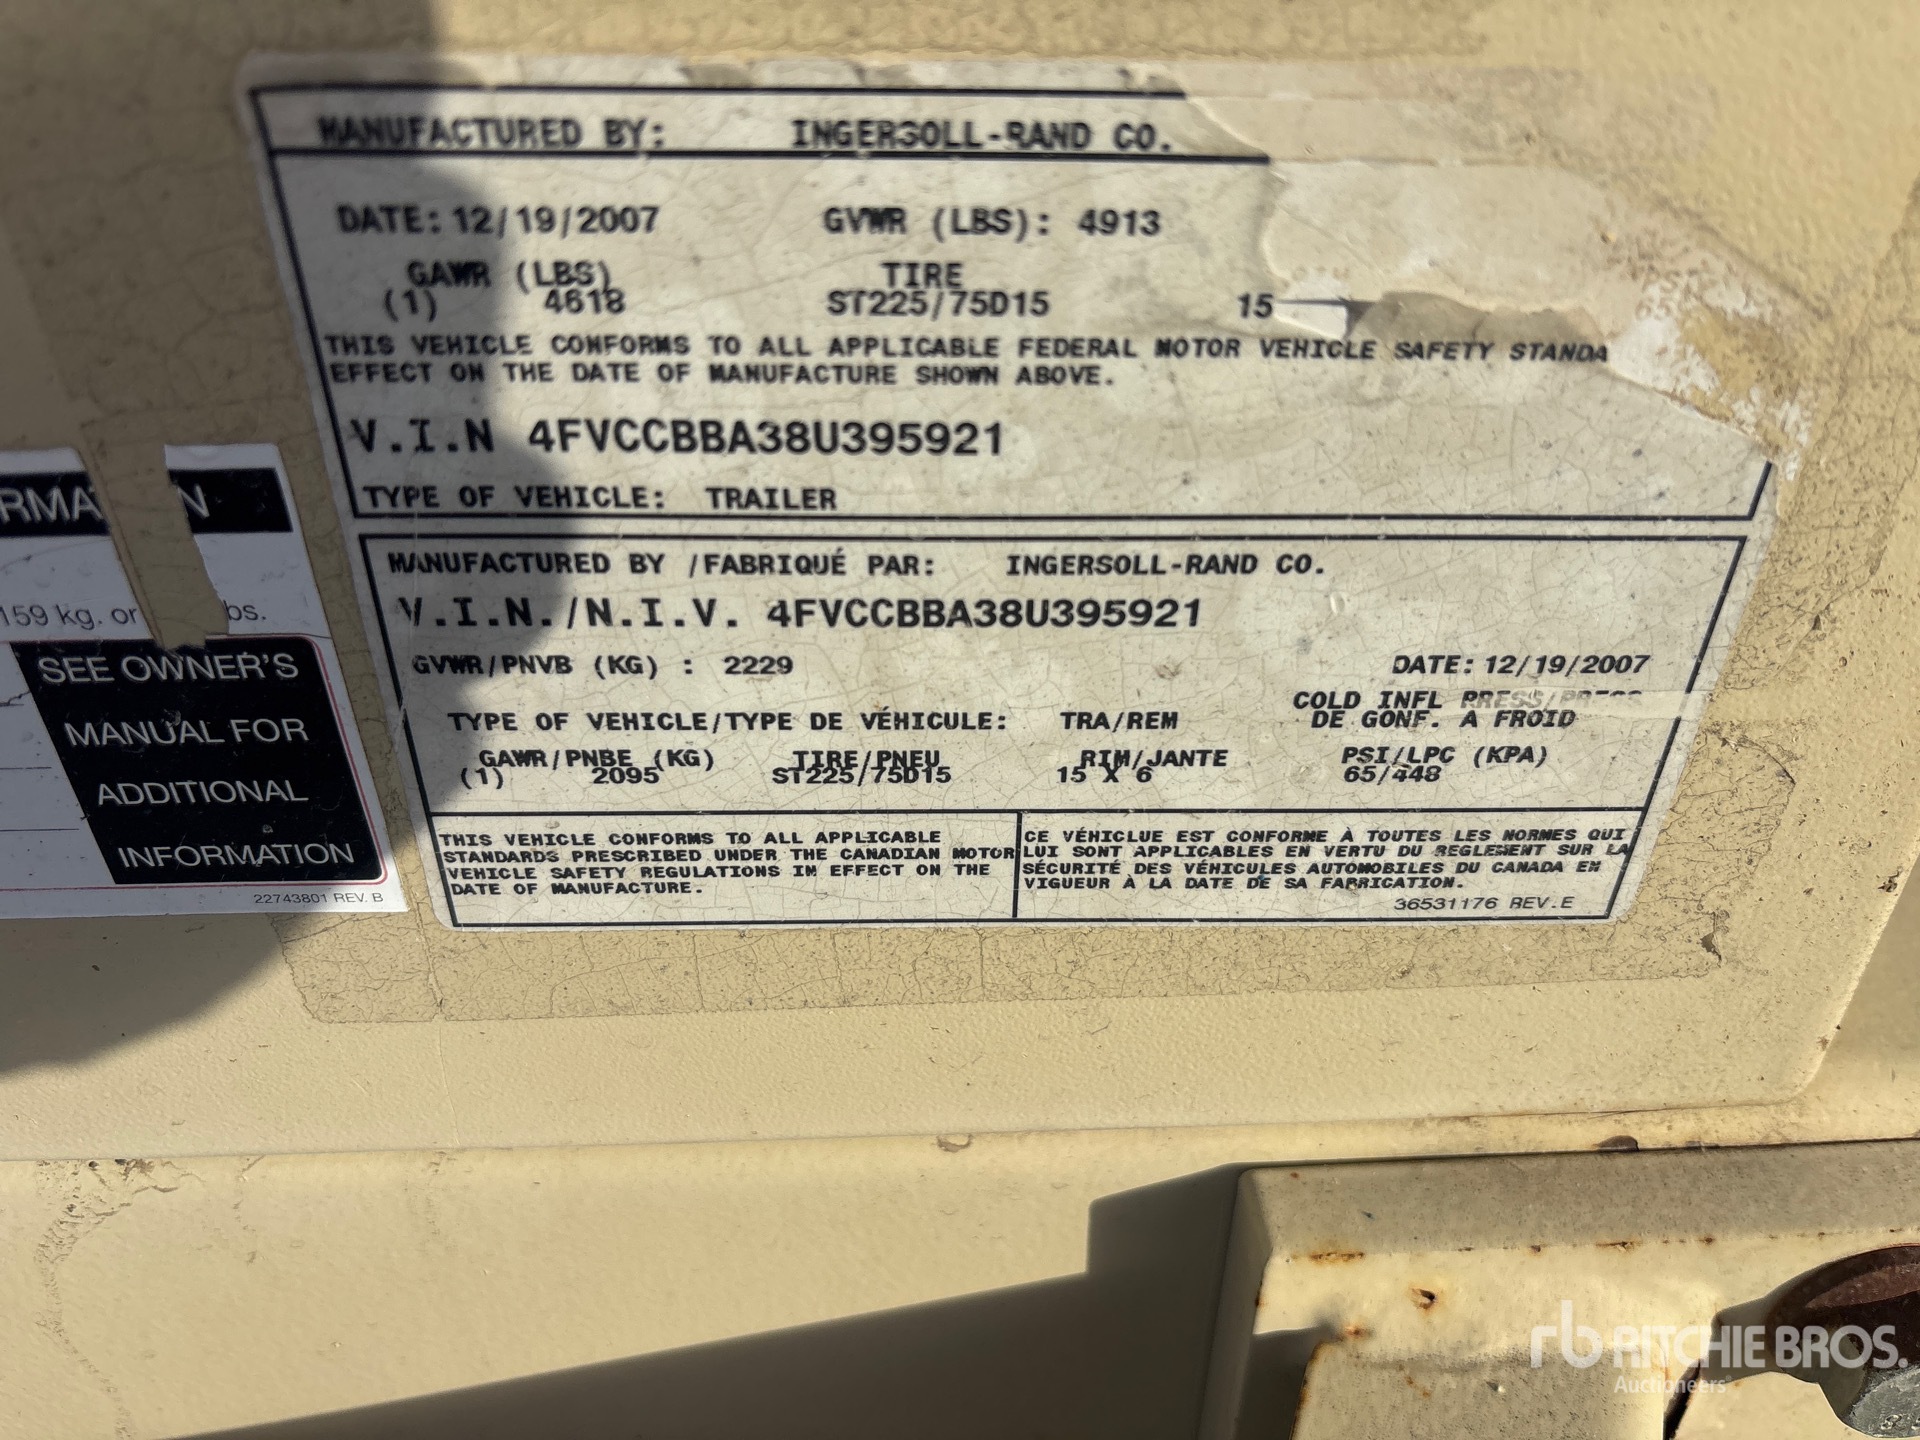 MANUFACTURED BY: INGERSOLL-RAND CO.
DATE: 12/19/2007 GVWR (LBS): 4913
GAWR (LBS) TIRE
(1) 4618 ST225/75D15 15
THIS VEHICLE CONFORMS TO ALL APPLICABLE FEDERAL MOTOR VEHICLE SAFETY STANDA
EFFECT ON THE DATE OF MANUFACTURE SHOWN ABOVE.
V.I.N 4FVCCBBA38U395921
TYPE OF VEHICLE: TRAILER
MANUFACTURED BY /FABRIQUÉ PAR: INGERSOLL-RAND CO.
V.I.N./N.I.V. 4FVCCBBA38U395921
GVWR/PNVB (KG) : 2229 DATE: 12/19/2007
COLD INFL PRESS/PRESS
TYPE OF VEHICLE/TYPE DE VÉHICULE: TRA/REM DE GONF. A FROID
GAWR/PNBE (KG) TIRE/PNEU RIM/JANTE PSI/LPC (KPA)
(1) 2095 ST225/75D15 15 X 6 65/448
THIS VEHICLE CONFORMS TO ALL APPLICABLE
STANDARDS PRESCRIBED UNDER THE CANADIAN MOTOR
VEHICLE SAFETY REGULATIONS IN EFFECT ON THE
DATE OF MANUFACTURE.
CE VÉHICLUE EST CONFORME À TOUTES LES NORMES QUI
LUI SONT APPLICABLES EN VERTU DU REGLEMENT SUR LA
SÉCURITÉ DES VÉHICULES AUTOMOBILES DU CANADA EN
VIGUEUR À LA DATE DE SA FABRICATION.
36531176 REV.E
RMA N
159 kg. or bs.
SEE OWNER'S
MANUAL FOR
ADDITIONAL
INFORMATION
22743801 REV. B
rb RITCHIE BROS.
Auctioneers